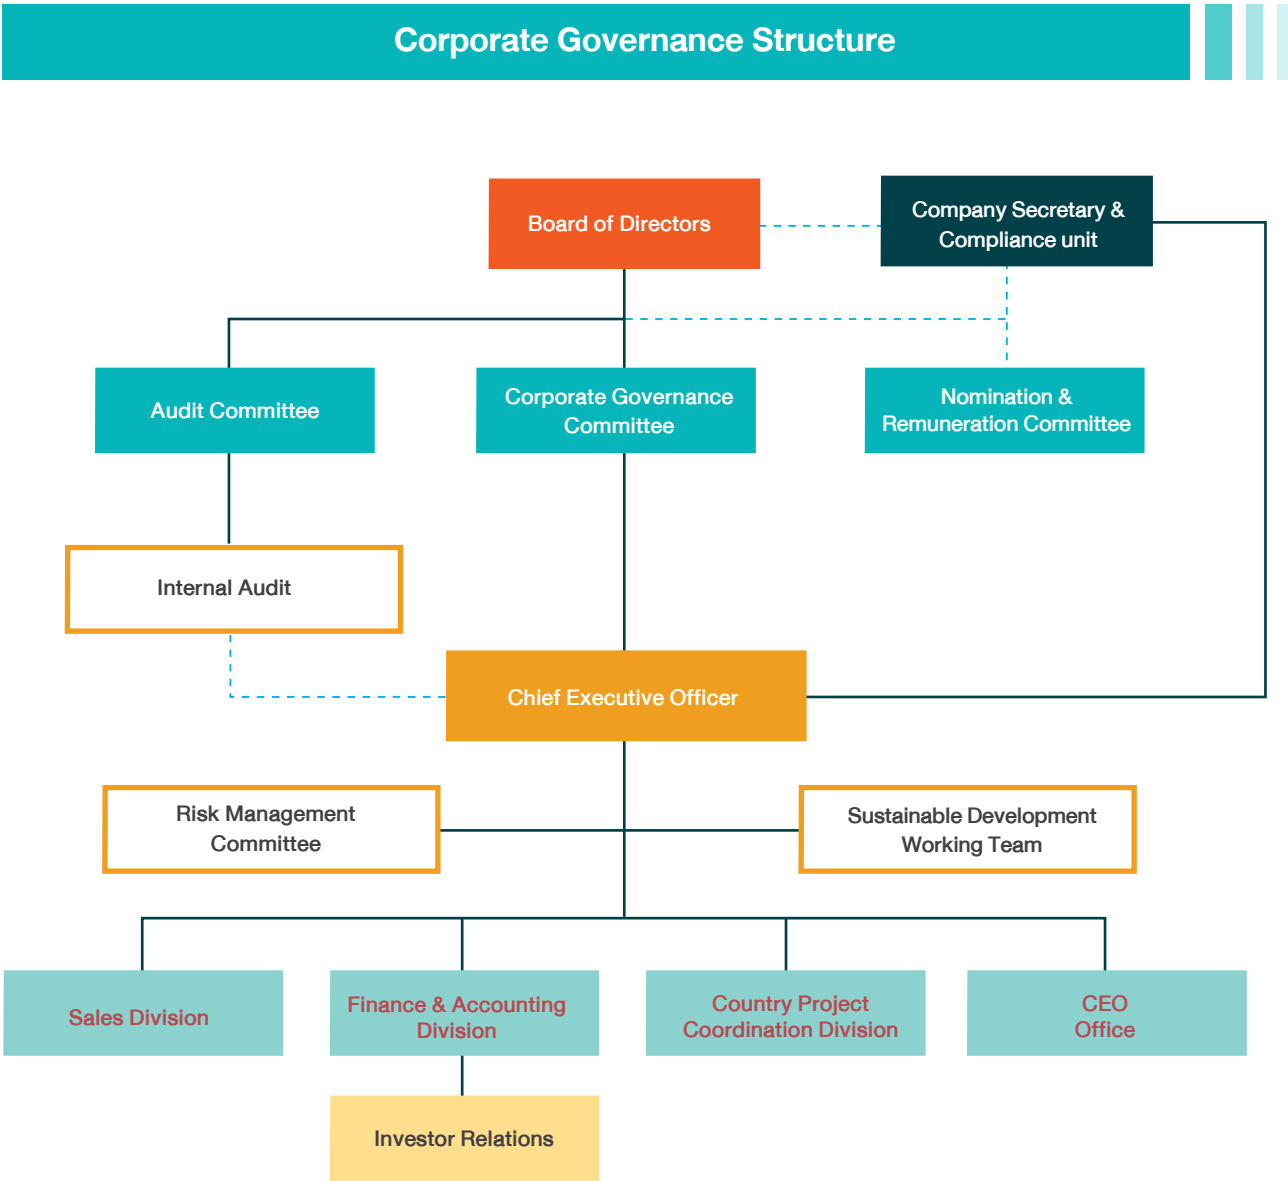 Corporate Governance Structure
Board of Directors
Company Secretary &
Compliance unit
Audit Committee
Corporate Governance
Committee
Nomination &
Remuneration Committee
Internal Audit
Chief Executive Officer
Risk Management
Committee
Sustainable Development
Working Team
Sales Division
Finance & Accounting
Division
Country Project
Coordination Division
CEO
Office
Investor Relations